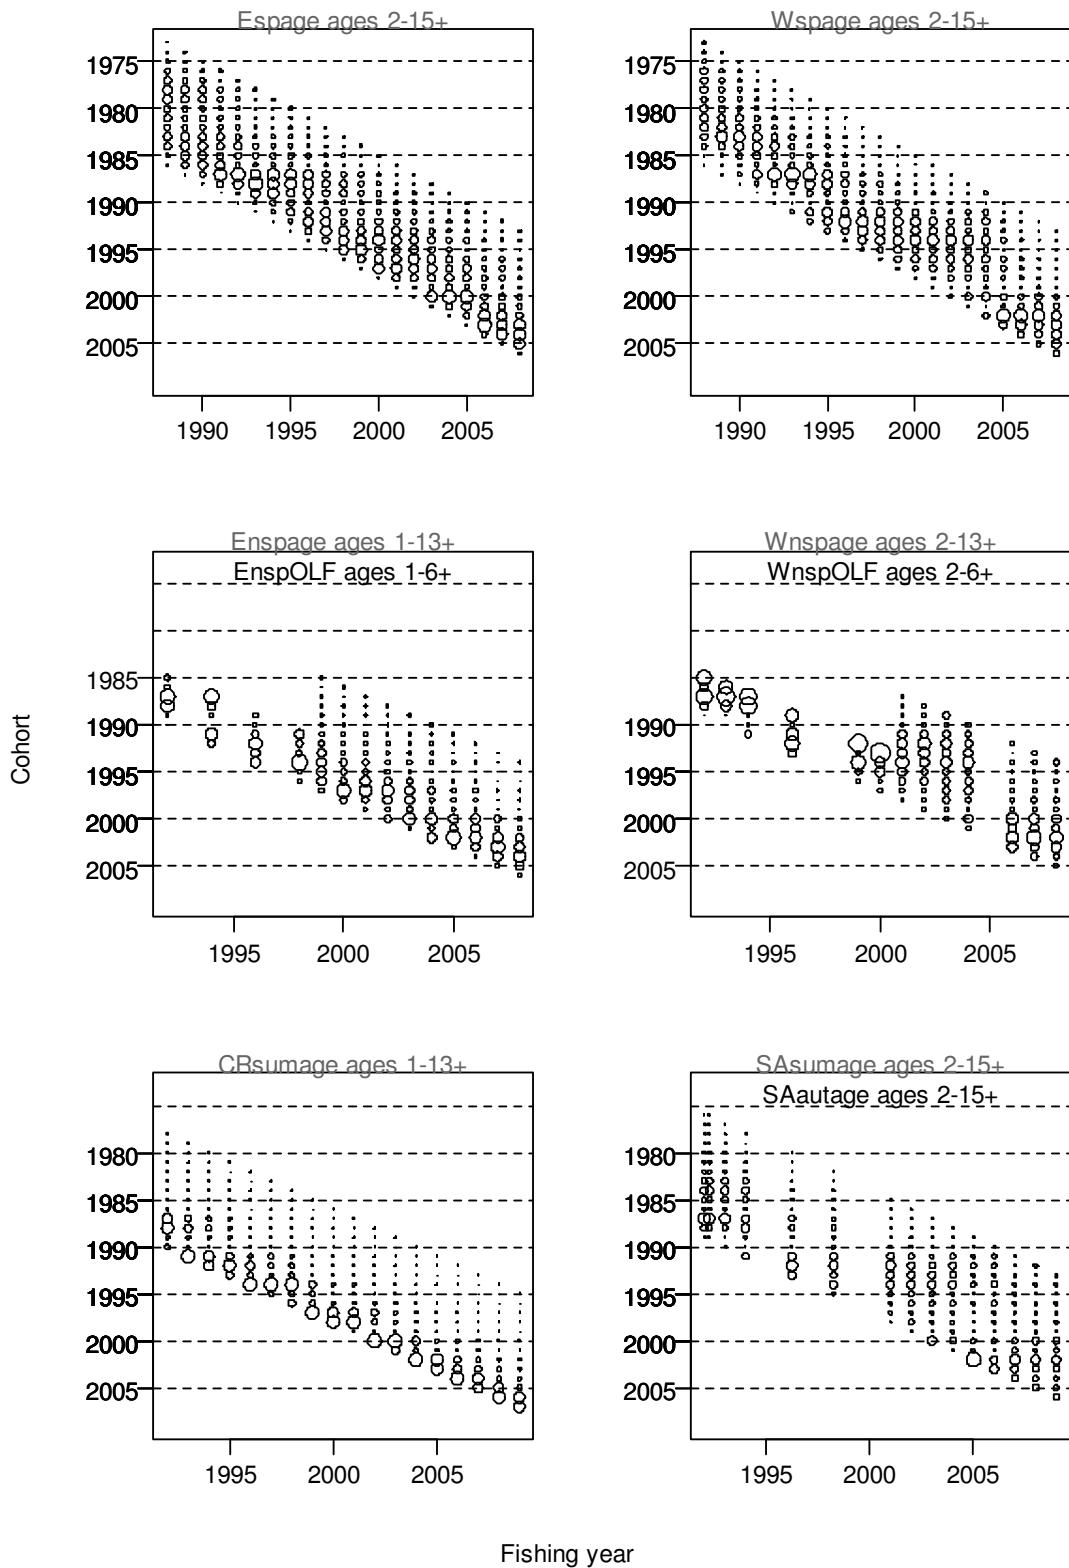 Espage ages 2-15+
Wspage ages 2-15+
1975
1980
1985
1990
1995
2000
2005
1990 1995 2000 2005
1975
1980
1985
1990
1995
2000
2005
1990 1995 2000 2005
Enspage ages 1-13+
EnspOLF ages 1-6+
Wnspage ages 2-13+
WnspOLF ages 2-6+
Cohort
1985
1990
1995
2000
2005
1995 2000 2005
1985
1990
1995
2000
2005
1995 2000 2005
CRsumage ages 1-13+
SAsumage ages 2-15+
SAautage ages 2-15+
1980
1985
1990
1995
2000
2005
1995 2000 2005
1980
1985
1990
1995
2000
2005
1995 2000 2005
Fishing year